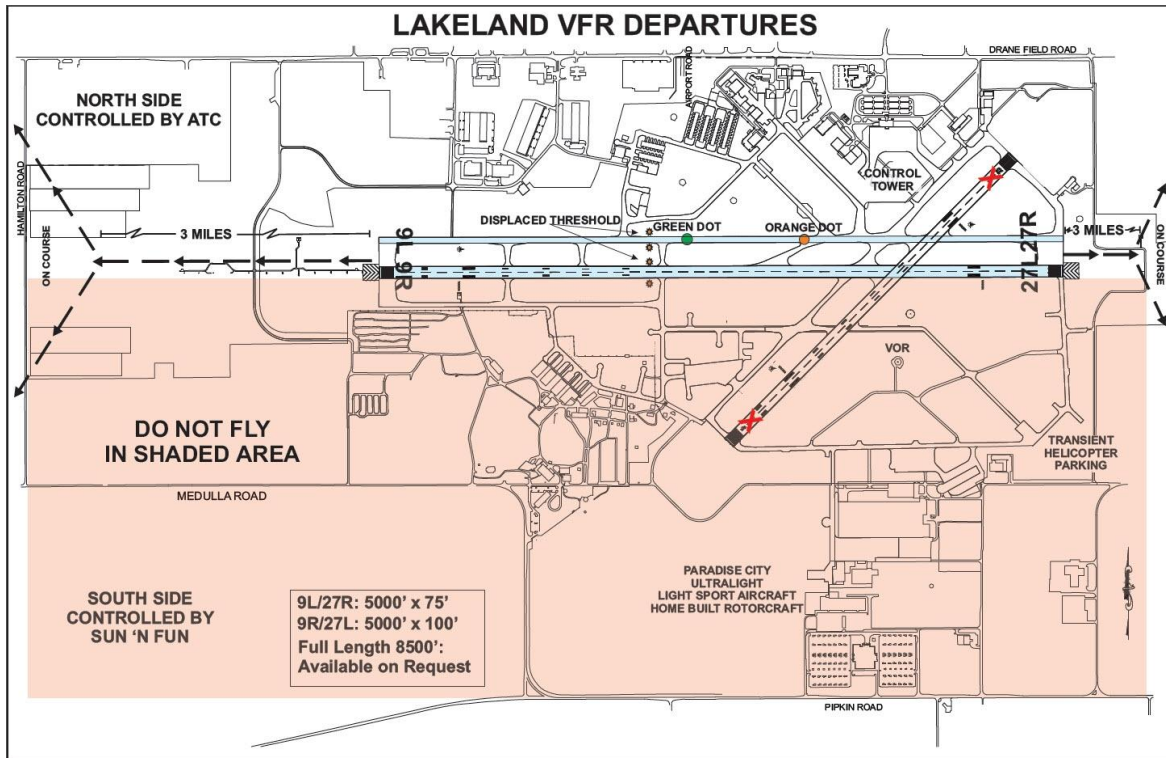 LAKELAND VFR DEPARTURES
DRANE FIELD ROAD
NORTH SIDE
CONTROLLED BY ATC
AIRPORT ROAD
HAMILTON ROAD
CONTROL
TOWER
DISPLACED THRESHOLD
GREEN DOT
ORANGE DOT
3 MILES
3 MILES
ON COURSE
ON COURSE
9L
9R
27R
27L
VOR
DO NOT FLY
IN SHADED AREA
TRANSIENT
HELICOPTER
PARKING
MEDULLA ROAD
PARADISE CITY
ULTRALIGHT
LIGHT SPORT AIRCRAFT
HOME BUILT ROTORCRAFT
SOUTH SIDE
CONTROLLED BY
SUN ‘N FUN
9L/27R: 5000’ x 75’
9R/27L: 5000’ x 100’
Full Length 8500’:
Available on Request
PIPKIN ROAD